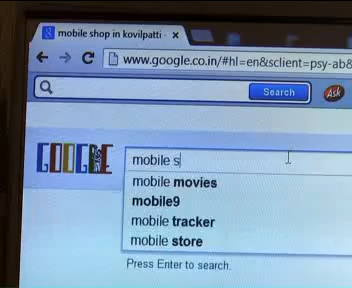 mobile shop in kovilpatti -
www.google.co.in/#hl=en&sclient=psy-ab&
Search
Ask
GOOGLE
mobile s
mobile movies
mobile9
mobile tracker
mobile store
Press Enter to search.